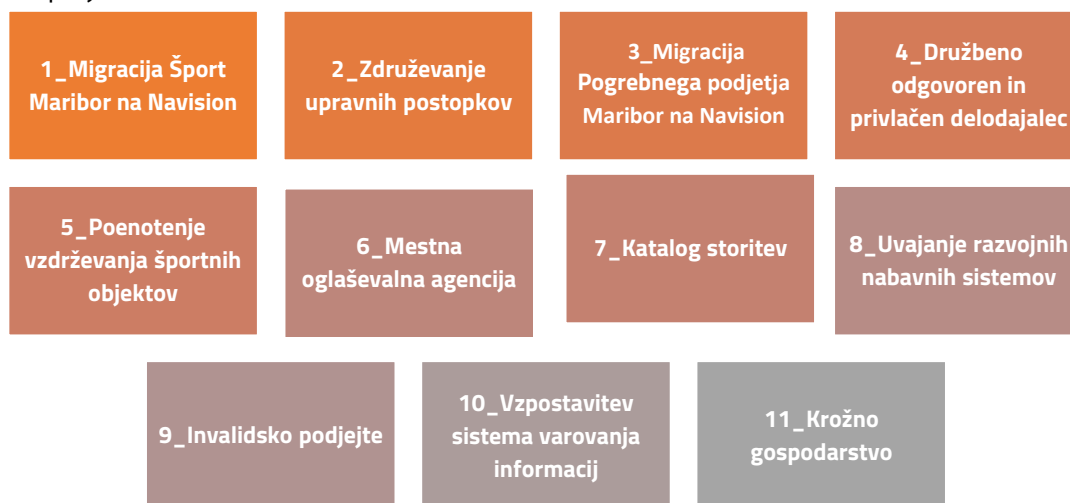 1_Migracija Šport
Maribor na Navision
2_Združevanje
upravnih postopkov
3_Migracija
Pogrebnega podjetja
Maribor na Navision
4_Družbeno
odgovoren in
privlačen delodajalec
5_Poenotenje
vzdrževanja športnih
objektov
6_Mestna
oglaševalna agencija
7_Katalog storitev
8_Uvajanje razvojnih
nabavnih sistemov
9_Invalidsko podjejte
10_Vzpostavitev
sistema varovanja
informacij
11_Krožno
gospodarstvo